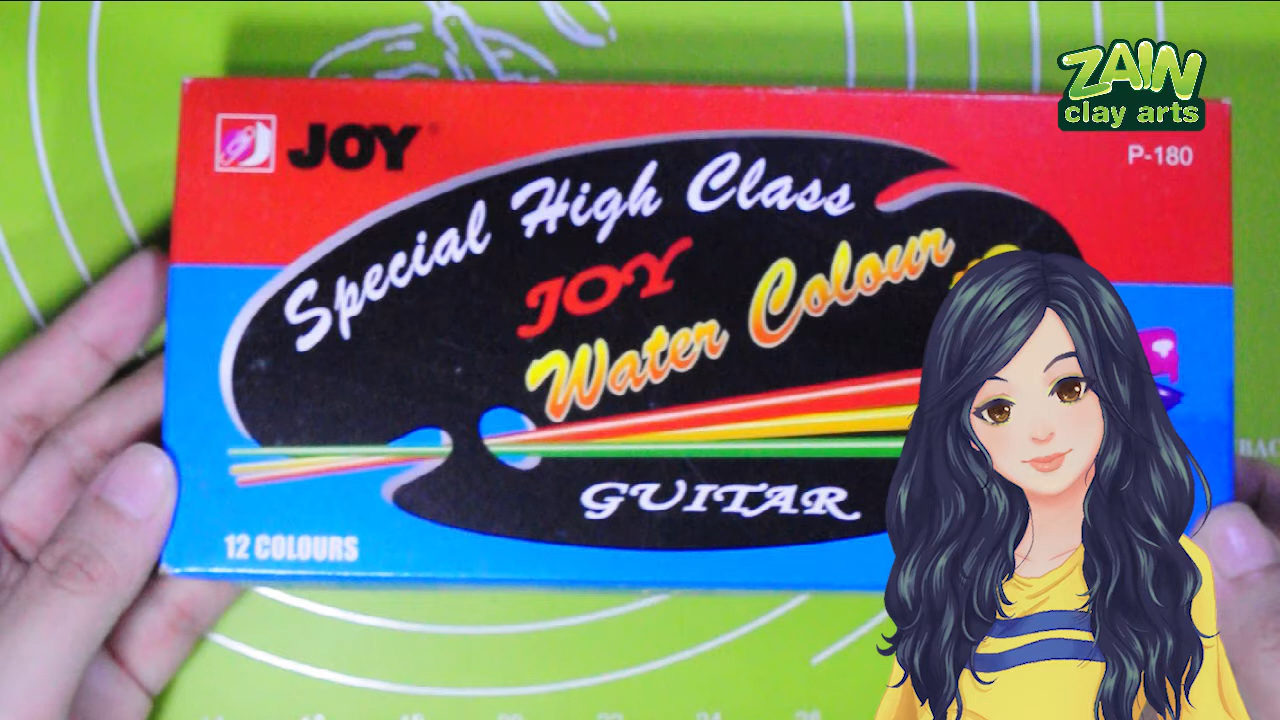 ZAIN
clay arts
JOY
P-180
Special High Class
JOY
Water Colour
GUITAR
12 COLOURS